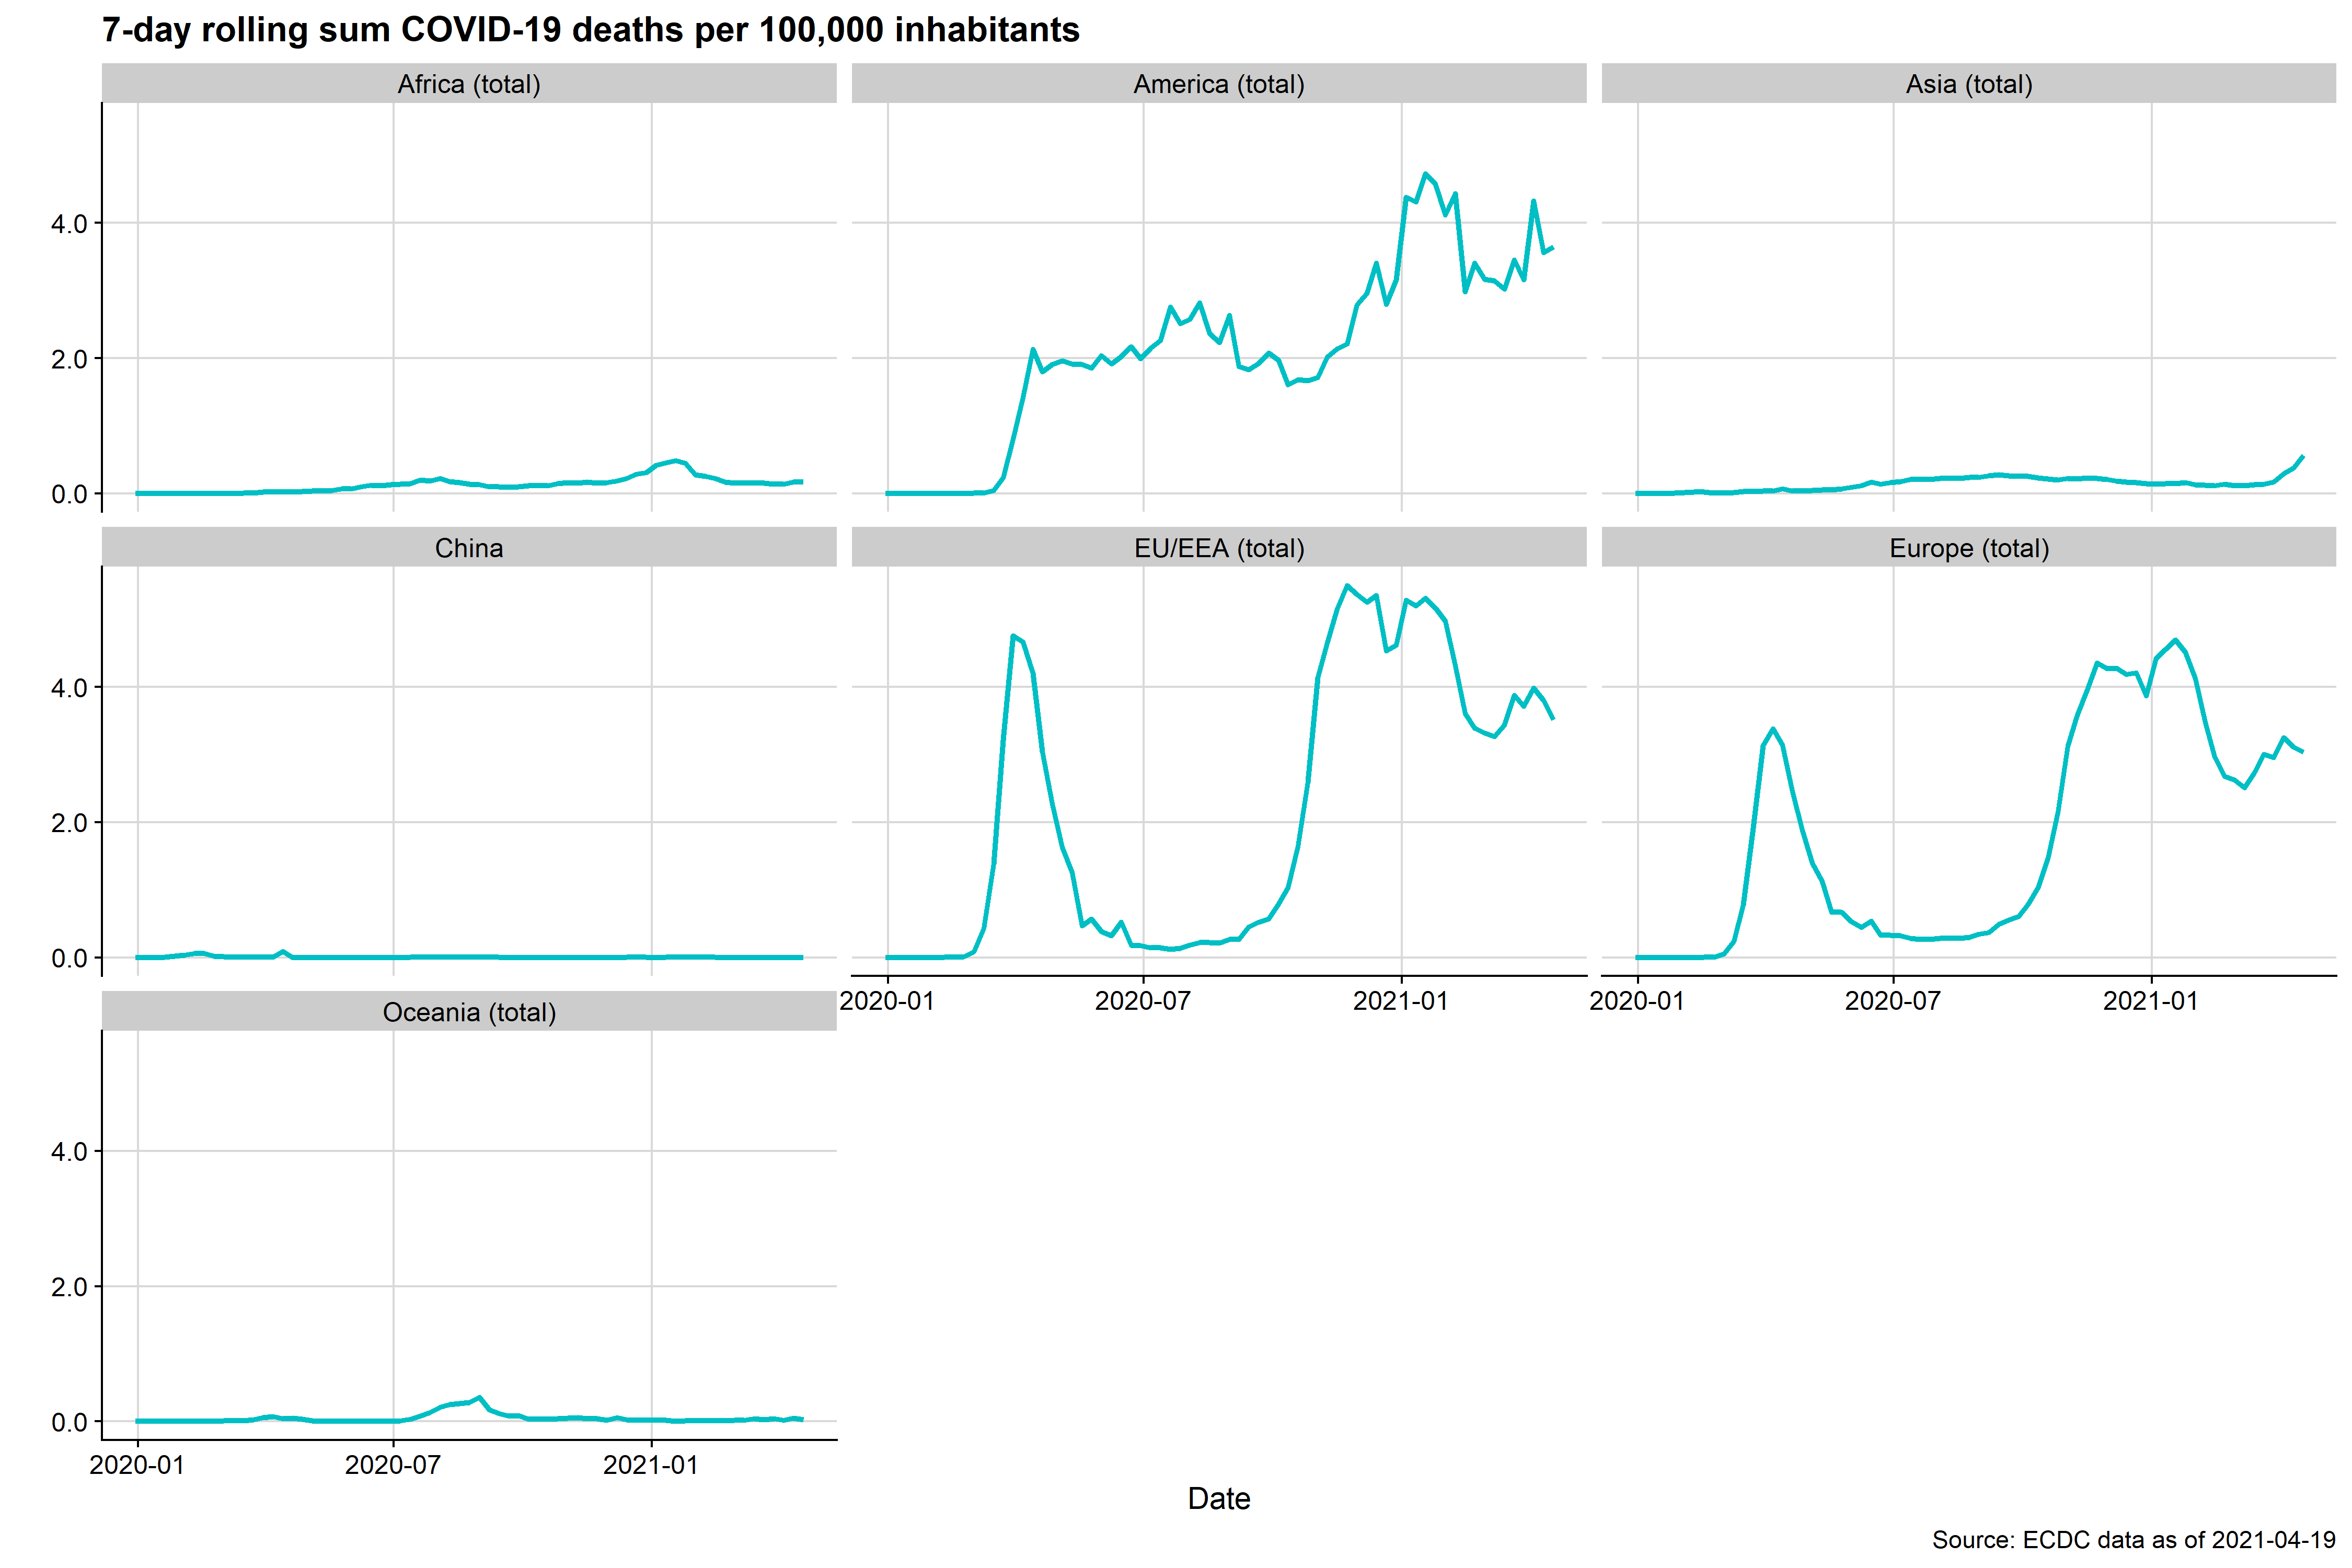 7-day rolling sum COVID-19 deaths per 100,000 inhabitants
Africa (total)
America (total)
Asia (total)
4.0
2.0
0.0
China
EU/EEA (total)
Europe (total)
4.0
2.0
0.0
2020-01
2020-07
2021-01
2020-01
2020-07
2021-01
Oceania (total)
4.0
2.0
0.0
2020-01
2020-07
2021-01
Date
Source: ECDC data as of 2021-04-19